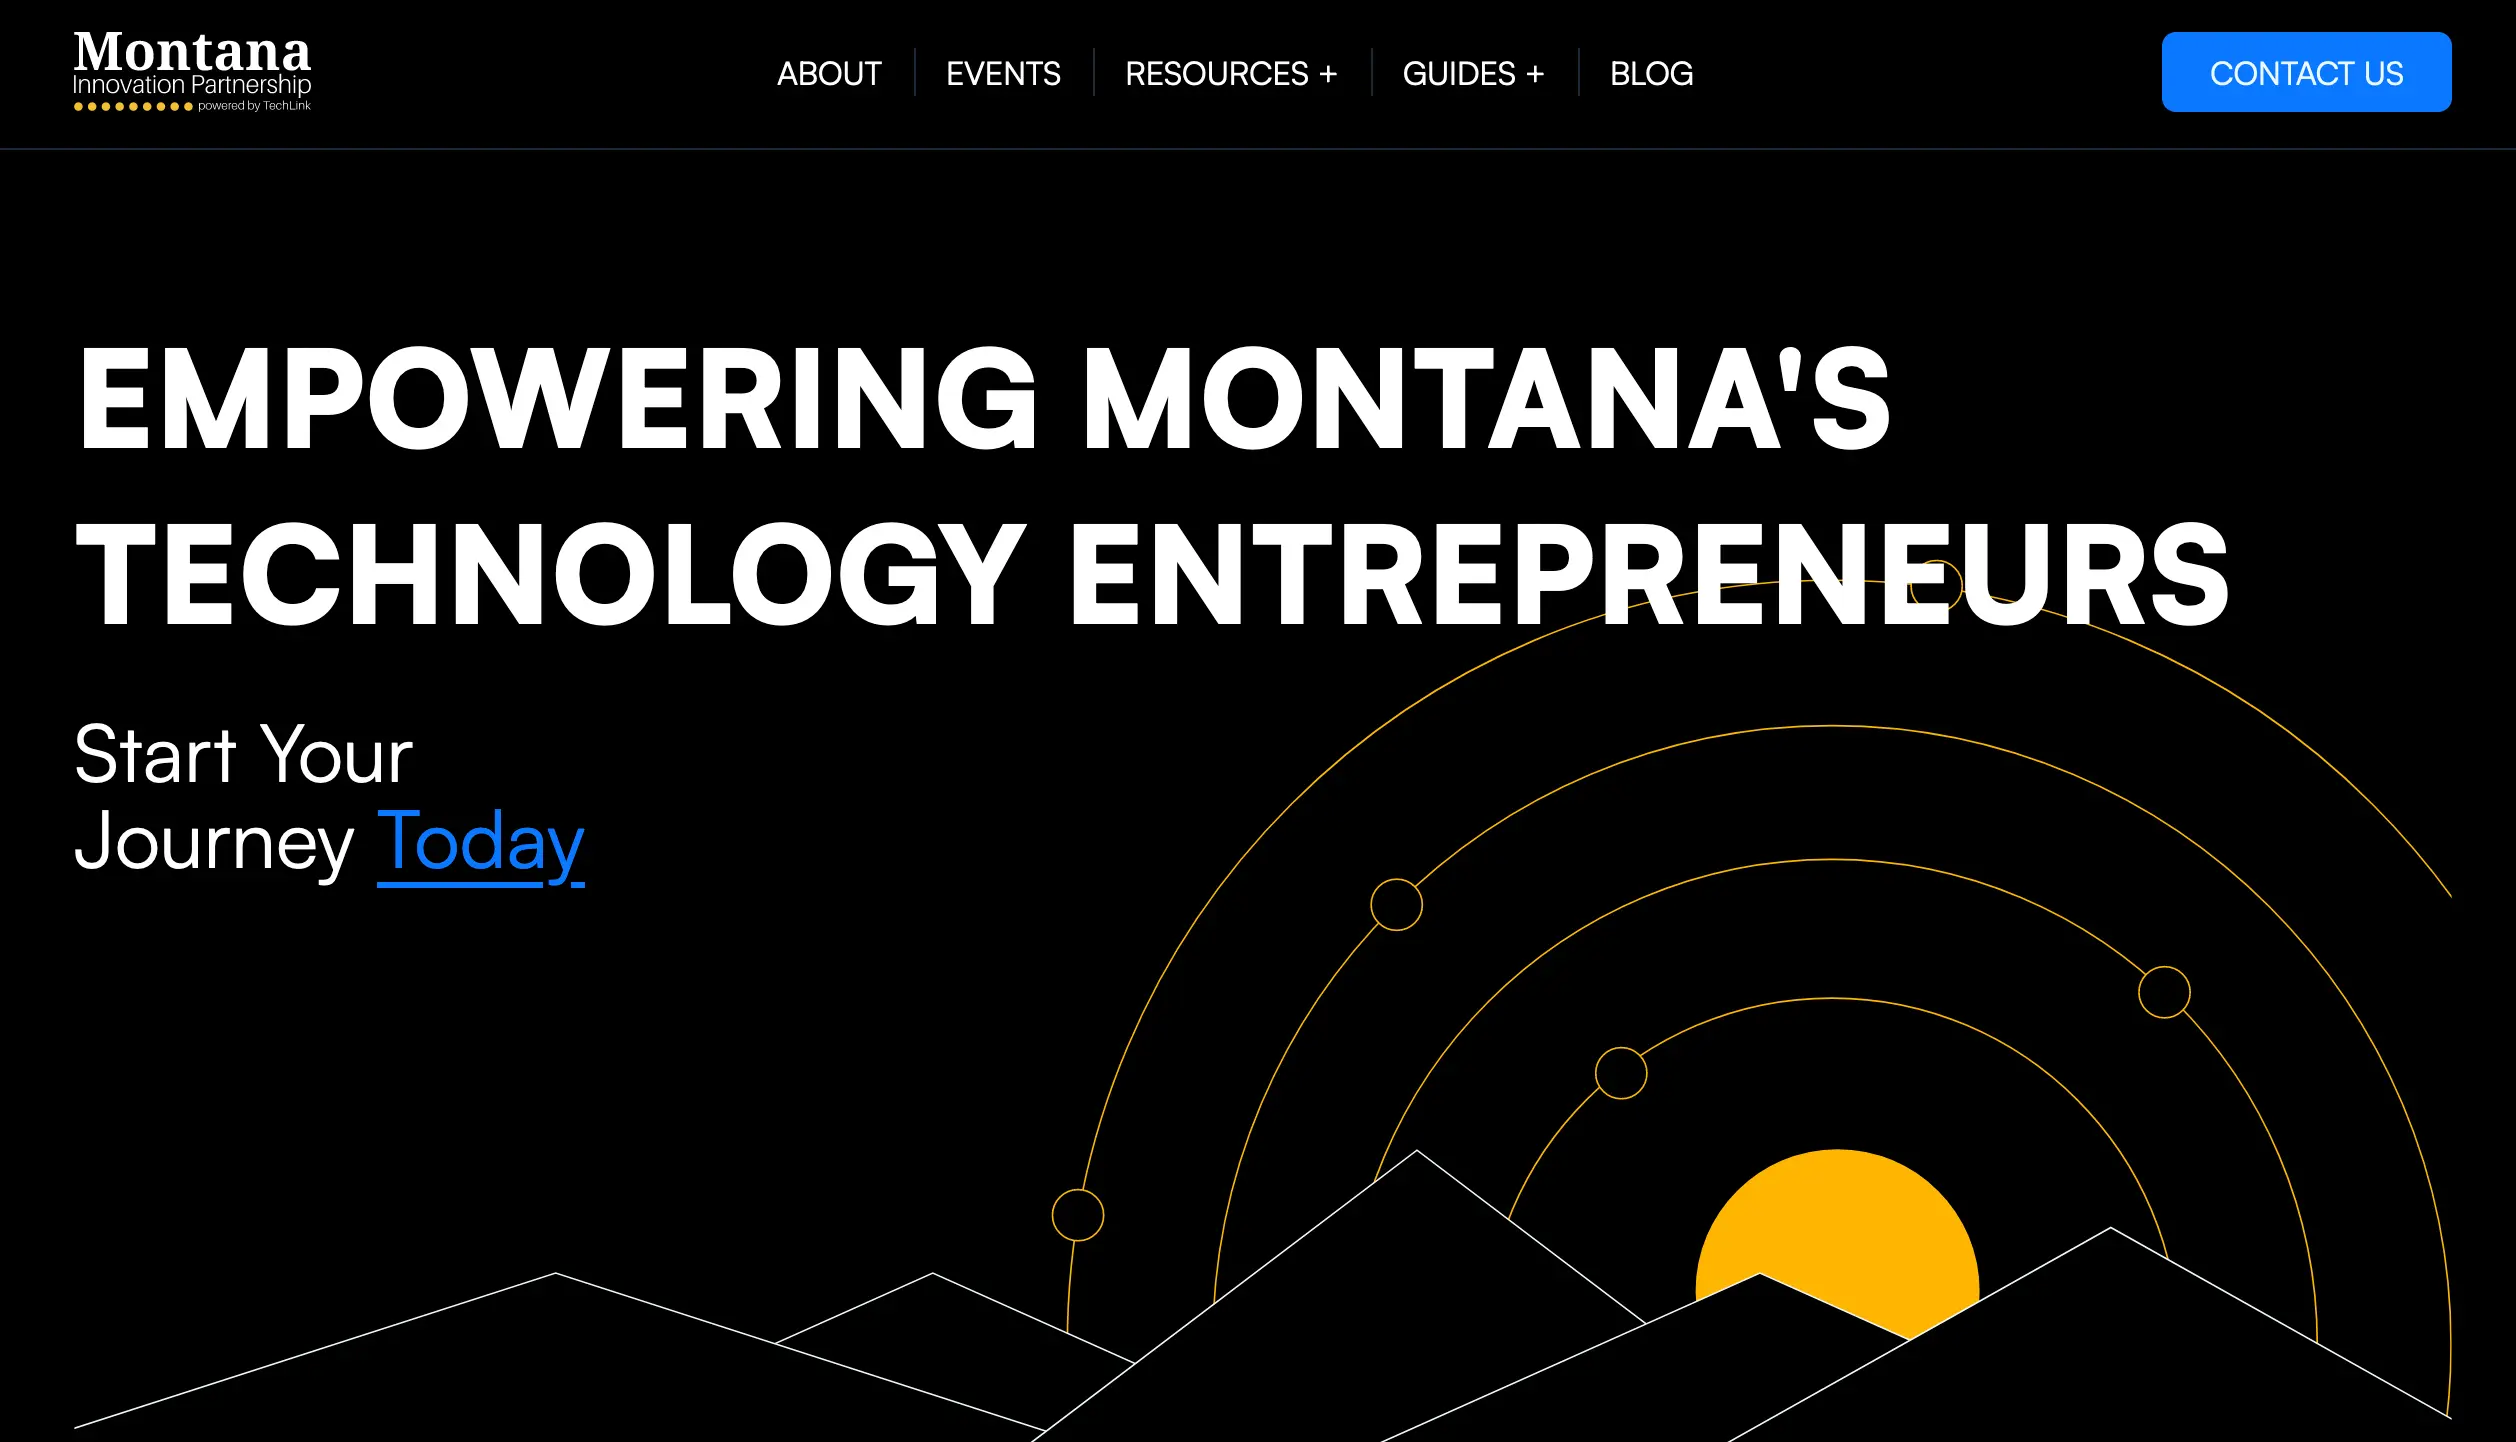 Montana
Innovation Partnership
powered by TechLink
ABOUT
EVENTS
RESOURCES +
GUIDES +
BLOG
CONTACT US
EMPOWERING MONTANA'S
TECHNOLOGY ENTREPRENEURS
Start Your
Journey Today